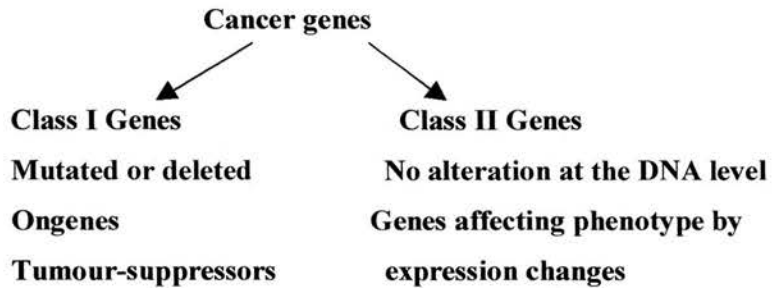 Cancer genes
Class I Genes
Mutated or deleted
Ongenes
Tumour-suppressors
Class II Genes
No alteration at the DNA level
Genes affecting phenotype by
expression changes